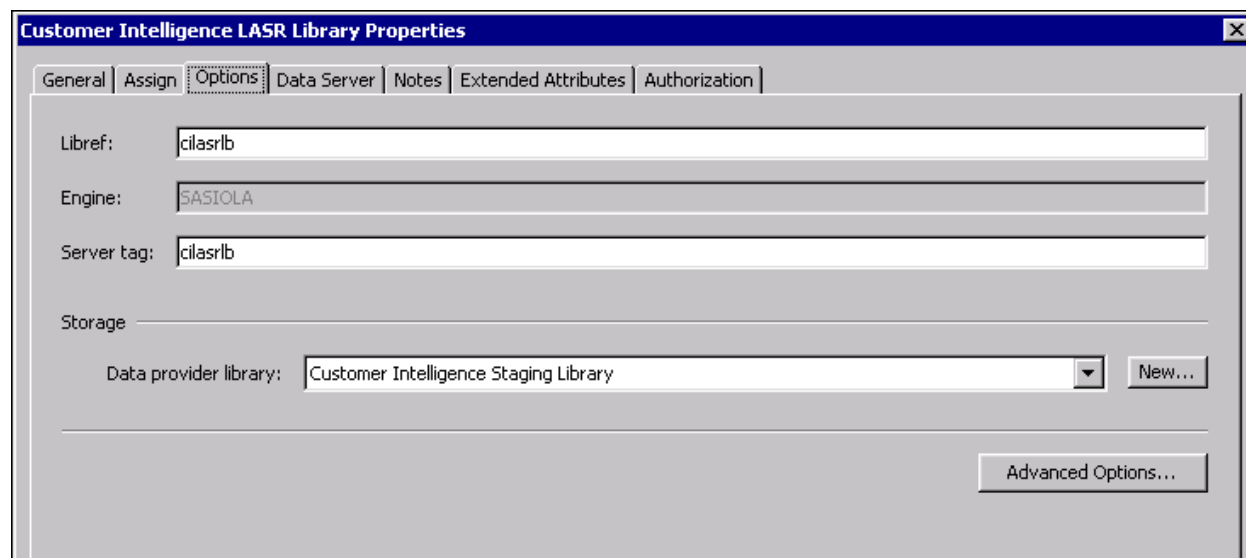 Customer Intelligence LASR Library Properties
General Assign Options Data Server Notes Extended Attributes Authorization
Libref: cilasrlb
Engine: SASIOLA
Server tag: cilasrlb
Storage
Data provider library: Customer Intelligence Staging Library New...
Advanced Options...